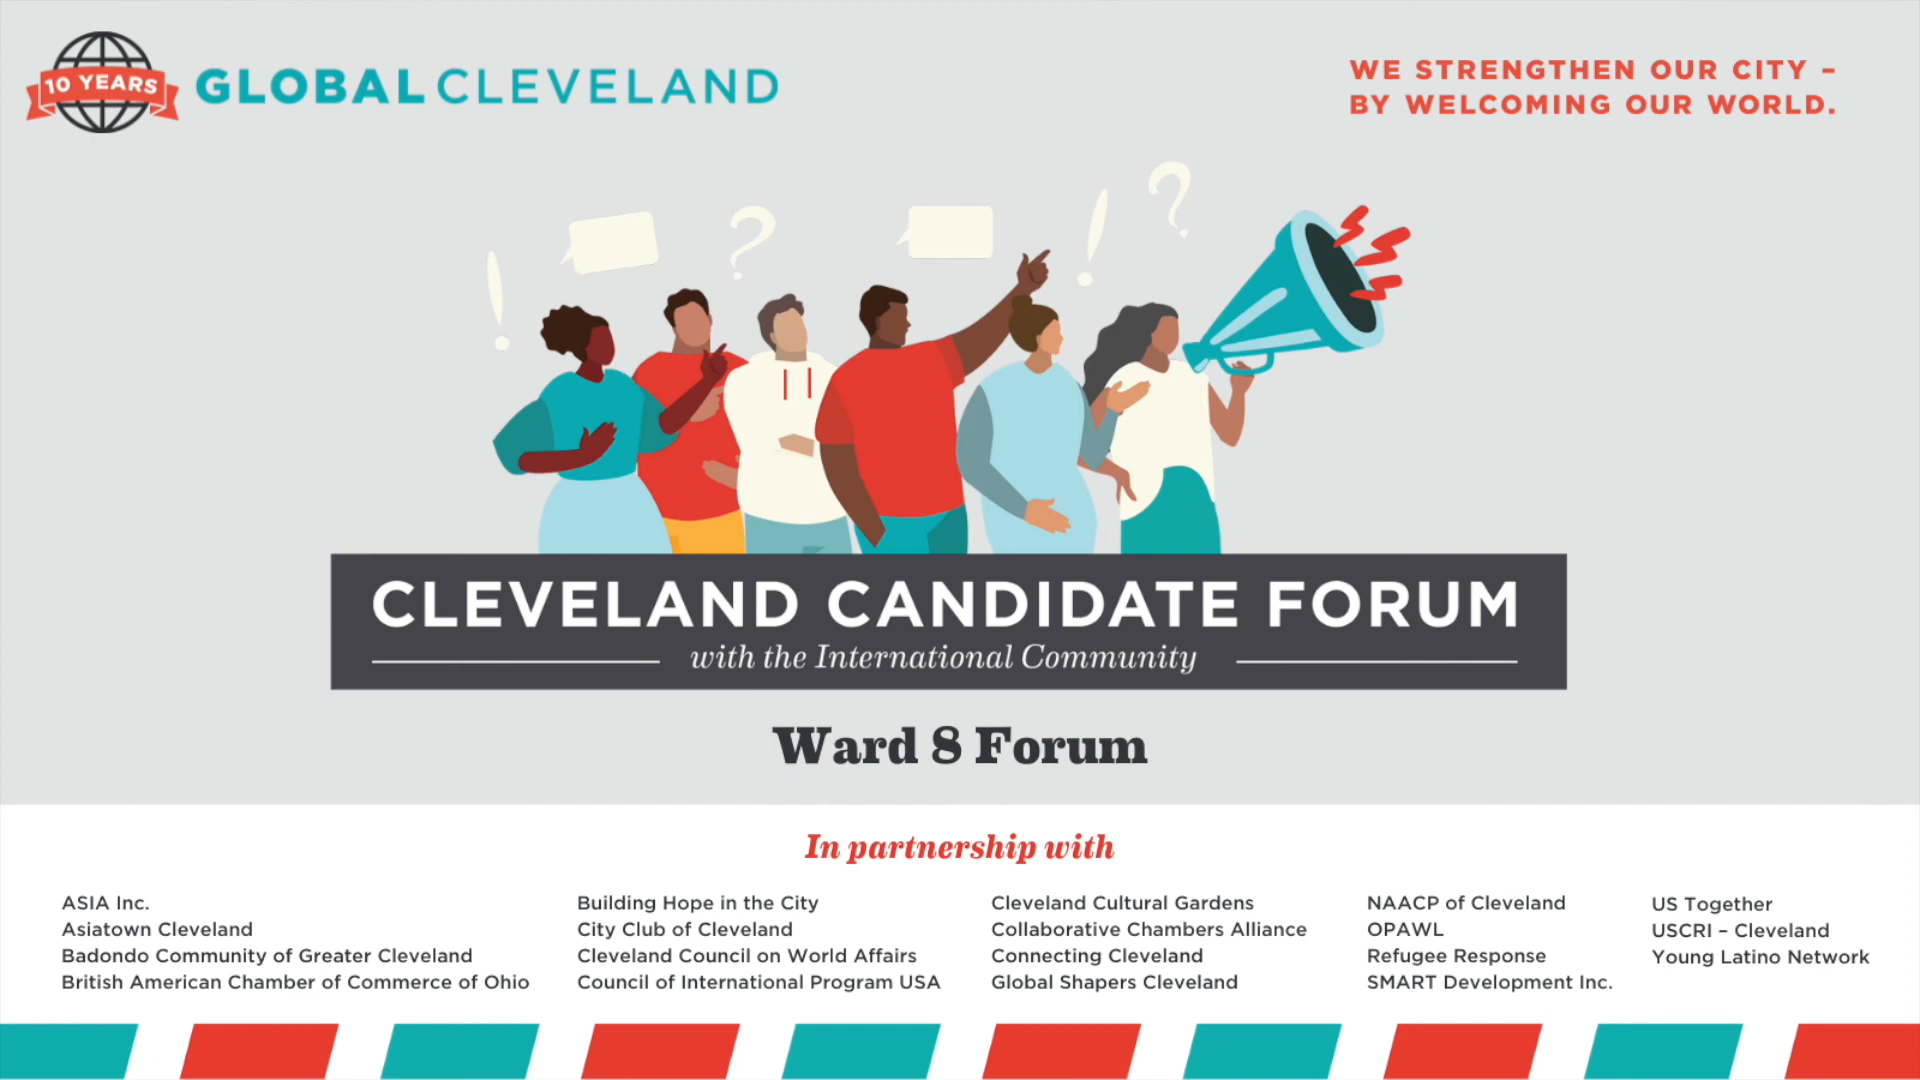 10 YEARS
GLOBALCLEVELAND
WE STRENGTHEN OUR CITY –
BY WELCOMING OUR WORLD.
CLEVELAND CANDIDATE FORUM
with the International Community
Ward 8 Forum
In partnership with
ASIA Inc.
Asiatown Cleveland
Badondo Community of Greater Cleveland
British American Chamber of Commerce of Ohio
Building Hope in the City
City Club of Cleveland
Cleveland Council on World Affairs
Council of International Program USA
Cleveland Cultural Gardens
Collaborative Chambers Alliance
Connecting Cleveland
Global Shapers Cleveland
NAACP of Cleveland
OPAWL
Refugee Response
SMART Development Inc.
US Together
USCRI – Cleveland
Young Latino Network